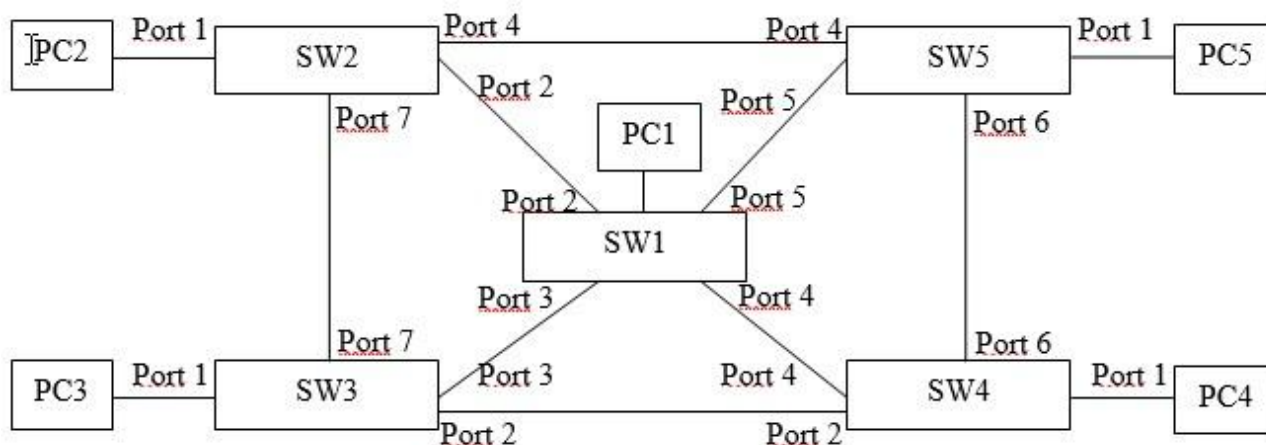 Port 1
Port 4
Port 4
Port 1
PC2
SW2
SW5
PC5
Port 2
Port 5
Port 7
PC1
Port 6
Port 2
Port 5
SW1
Port 3
Port 4
Port 7
Port 6
PC3
Port 1
SW3
Port 3
Port 4
SW4
Port 1
PC4
Port 2
Port 2